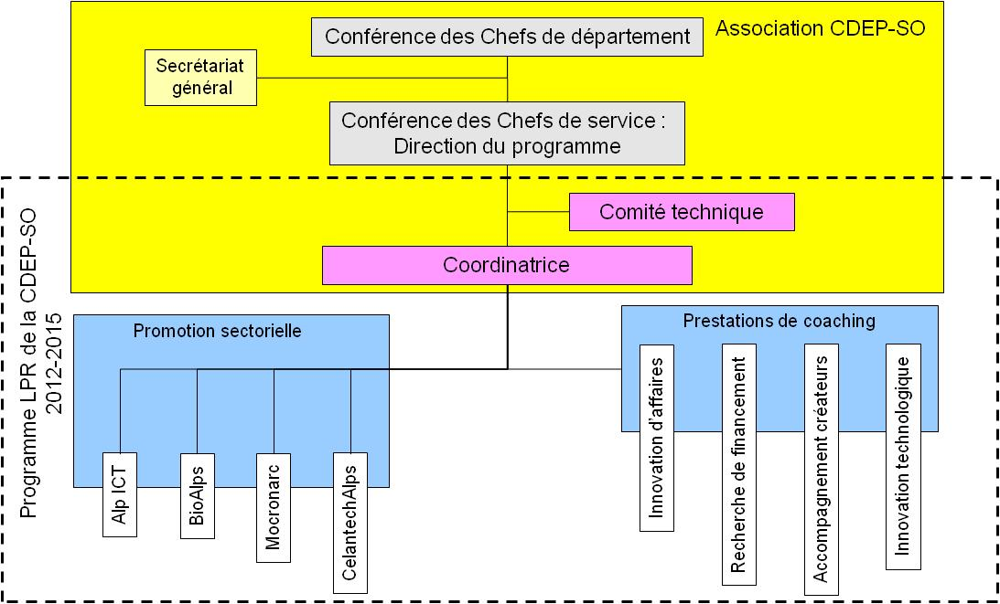 Association CDEP-SO
Conférence des Chefs de département
Secrétariat
général
Conférence des Chefs de service :
Direction du programme
Comité technique
Coordinatrice
Programme LPR de la CDEP-SO
2012-2015
Promotion sectorielle
Alp ICT
BioAlps
Mocronarc
CelantechAlps
Prestations de coaching
Innovation d'affaires
Recherche de financement
Accompagnement créateurs
Innovation technologique